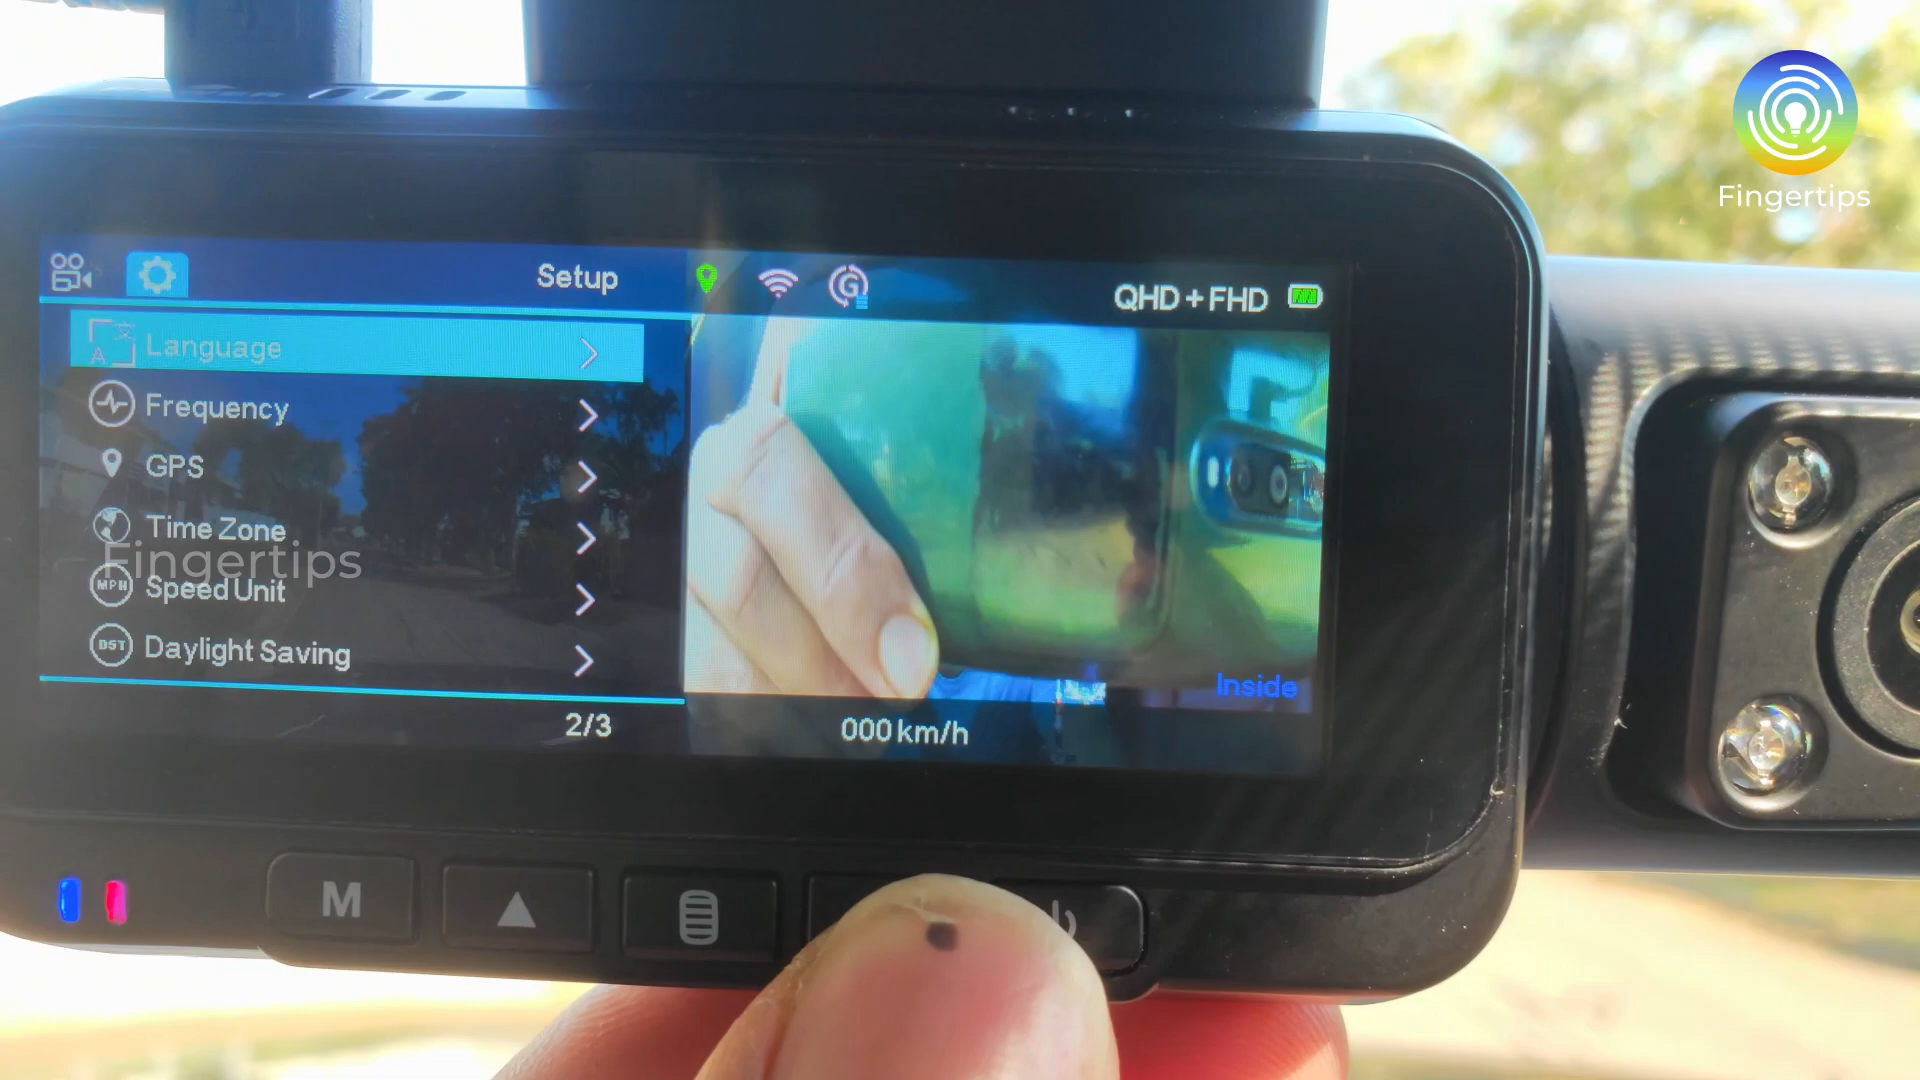 Fingertips
Setup
QHD + FHD
Language
Frequency
GPS
Time Zone
Fingertips
MPH Speed Unit
DST Daylight Saving
Inside
2/3
000 km/h
M